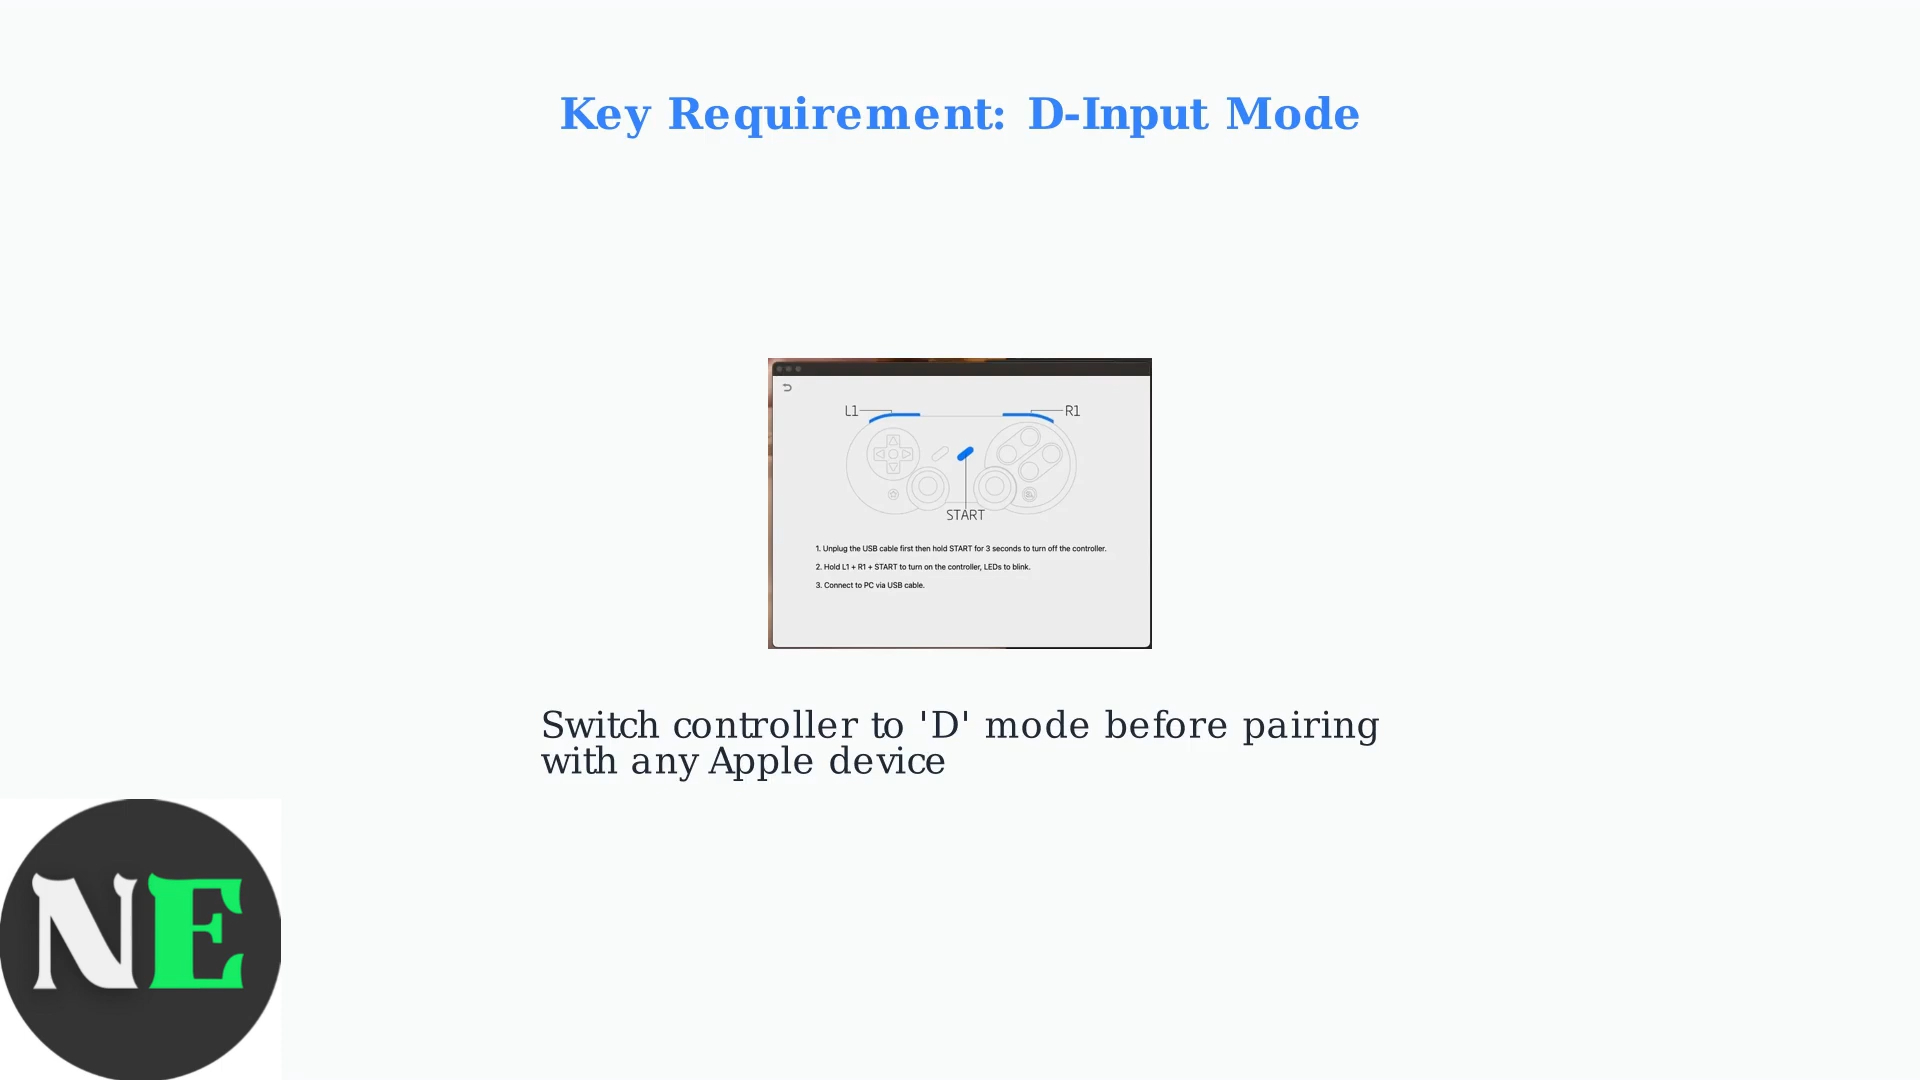 Key Requirement: D-Input Mode
L1
R1
START
1. Unplug the USB cable first then hold START for 3 seconds to turn off the controller.
2. Hold L1 + R1 + START to turn on the controller, LEDs to blink.
3. Connect to PC via USB cable.
Switch controller to 'D' mode before pairing
with any Apple device
NE